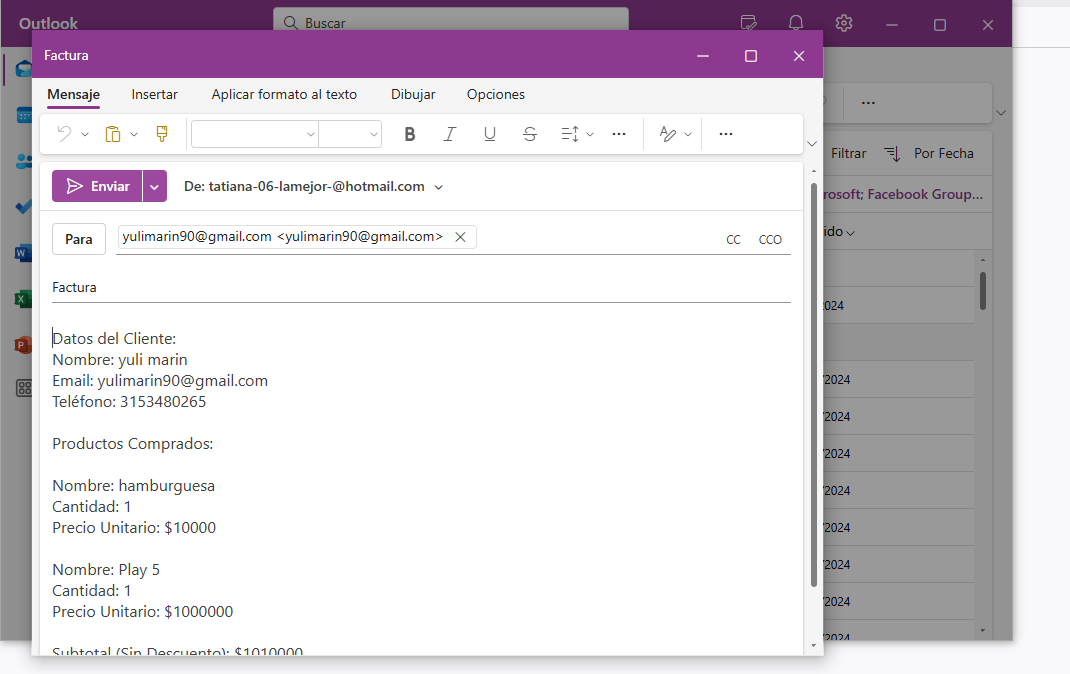 Outlook
Buscar
Factura
Mensaje Insertar Aplicar formato al texto Dibujar Opciones
Filtrar Por Fecha
Enviar De: tatiana-06-lamejor-@hotmail.com
rosoft; Facebook Group...
Para yulimarin90@gmail.com <yulimarin90@gmail.com> CC CCO
ido
Factura
2024
Datos del Cliente:
Nombre: yuli marin
Email: yulimarin90@gmail.com
/2024
Teléfono: 3153480265
/2024
Productos Comprados:
/2024
Nombre: hamburguesa
/2024
Cantidad: 1
Precio Unitario: $10000
/2024
Nombre: Play 5
/2024
Cantidad: 1
/2024
Precio Unitario: $1000000
/2024
Subtotal (Sin Descuento): $1010000